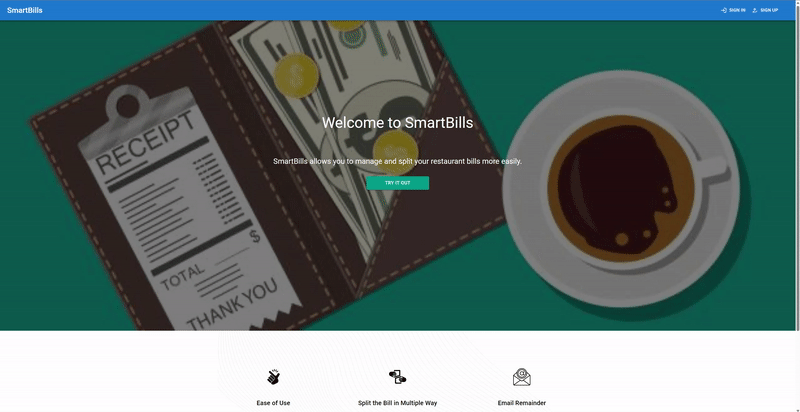 SmartBills
SIGN IN
SIGN UP
RECEIPT
$
TOTAL
THANK YOU
Welcome to SmartBills
SmartBills allows you to manage and split your restaurant bills more easily.
TRY IT OUT
Ease of Use
Split the Bill in Multiple Way
Email Remainder